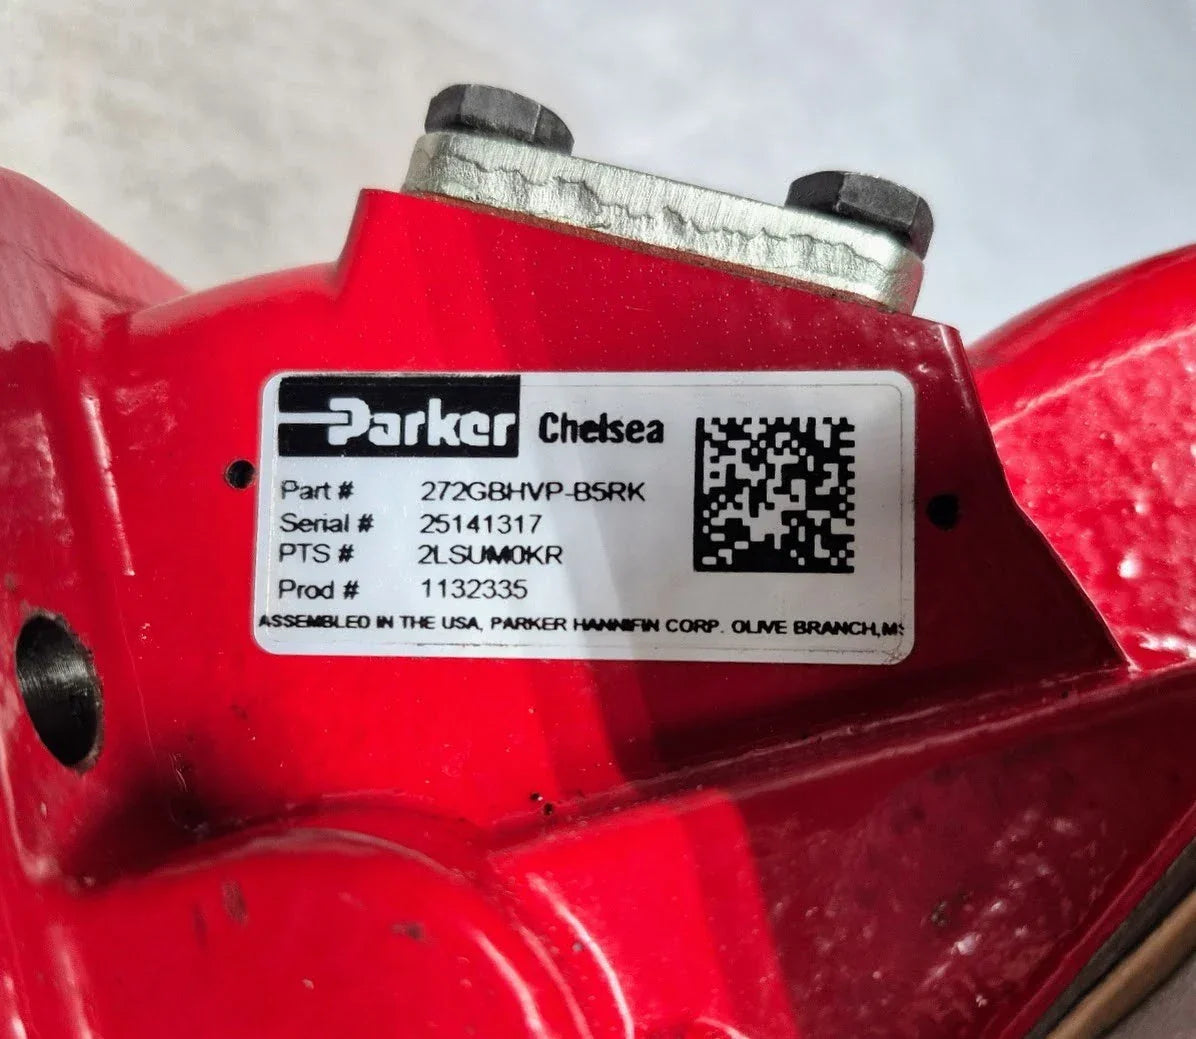 Parker Chelsea
Part # 272GBHVP-B5RK
Serial # 25141317
PTS # 2LSUM0KR
Prod # 1132335
ASSEMBLED IN THE USA, PARKER HANNIFIN CORP. OLIVE BRANCH, MS